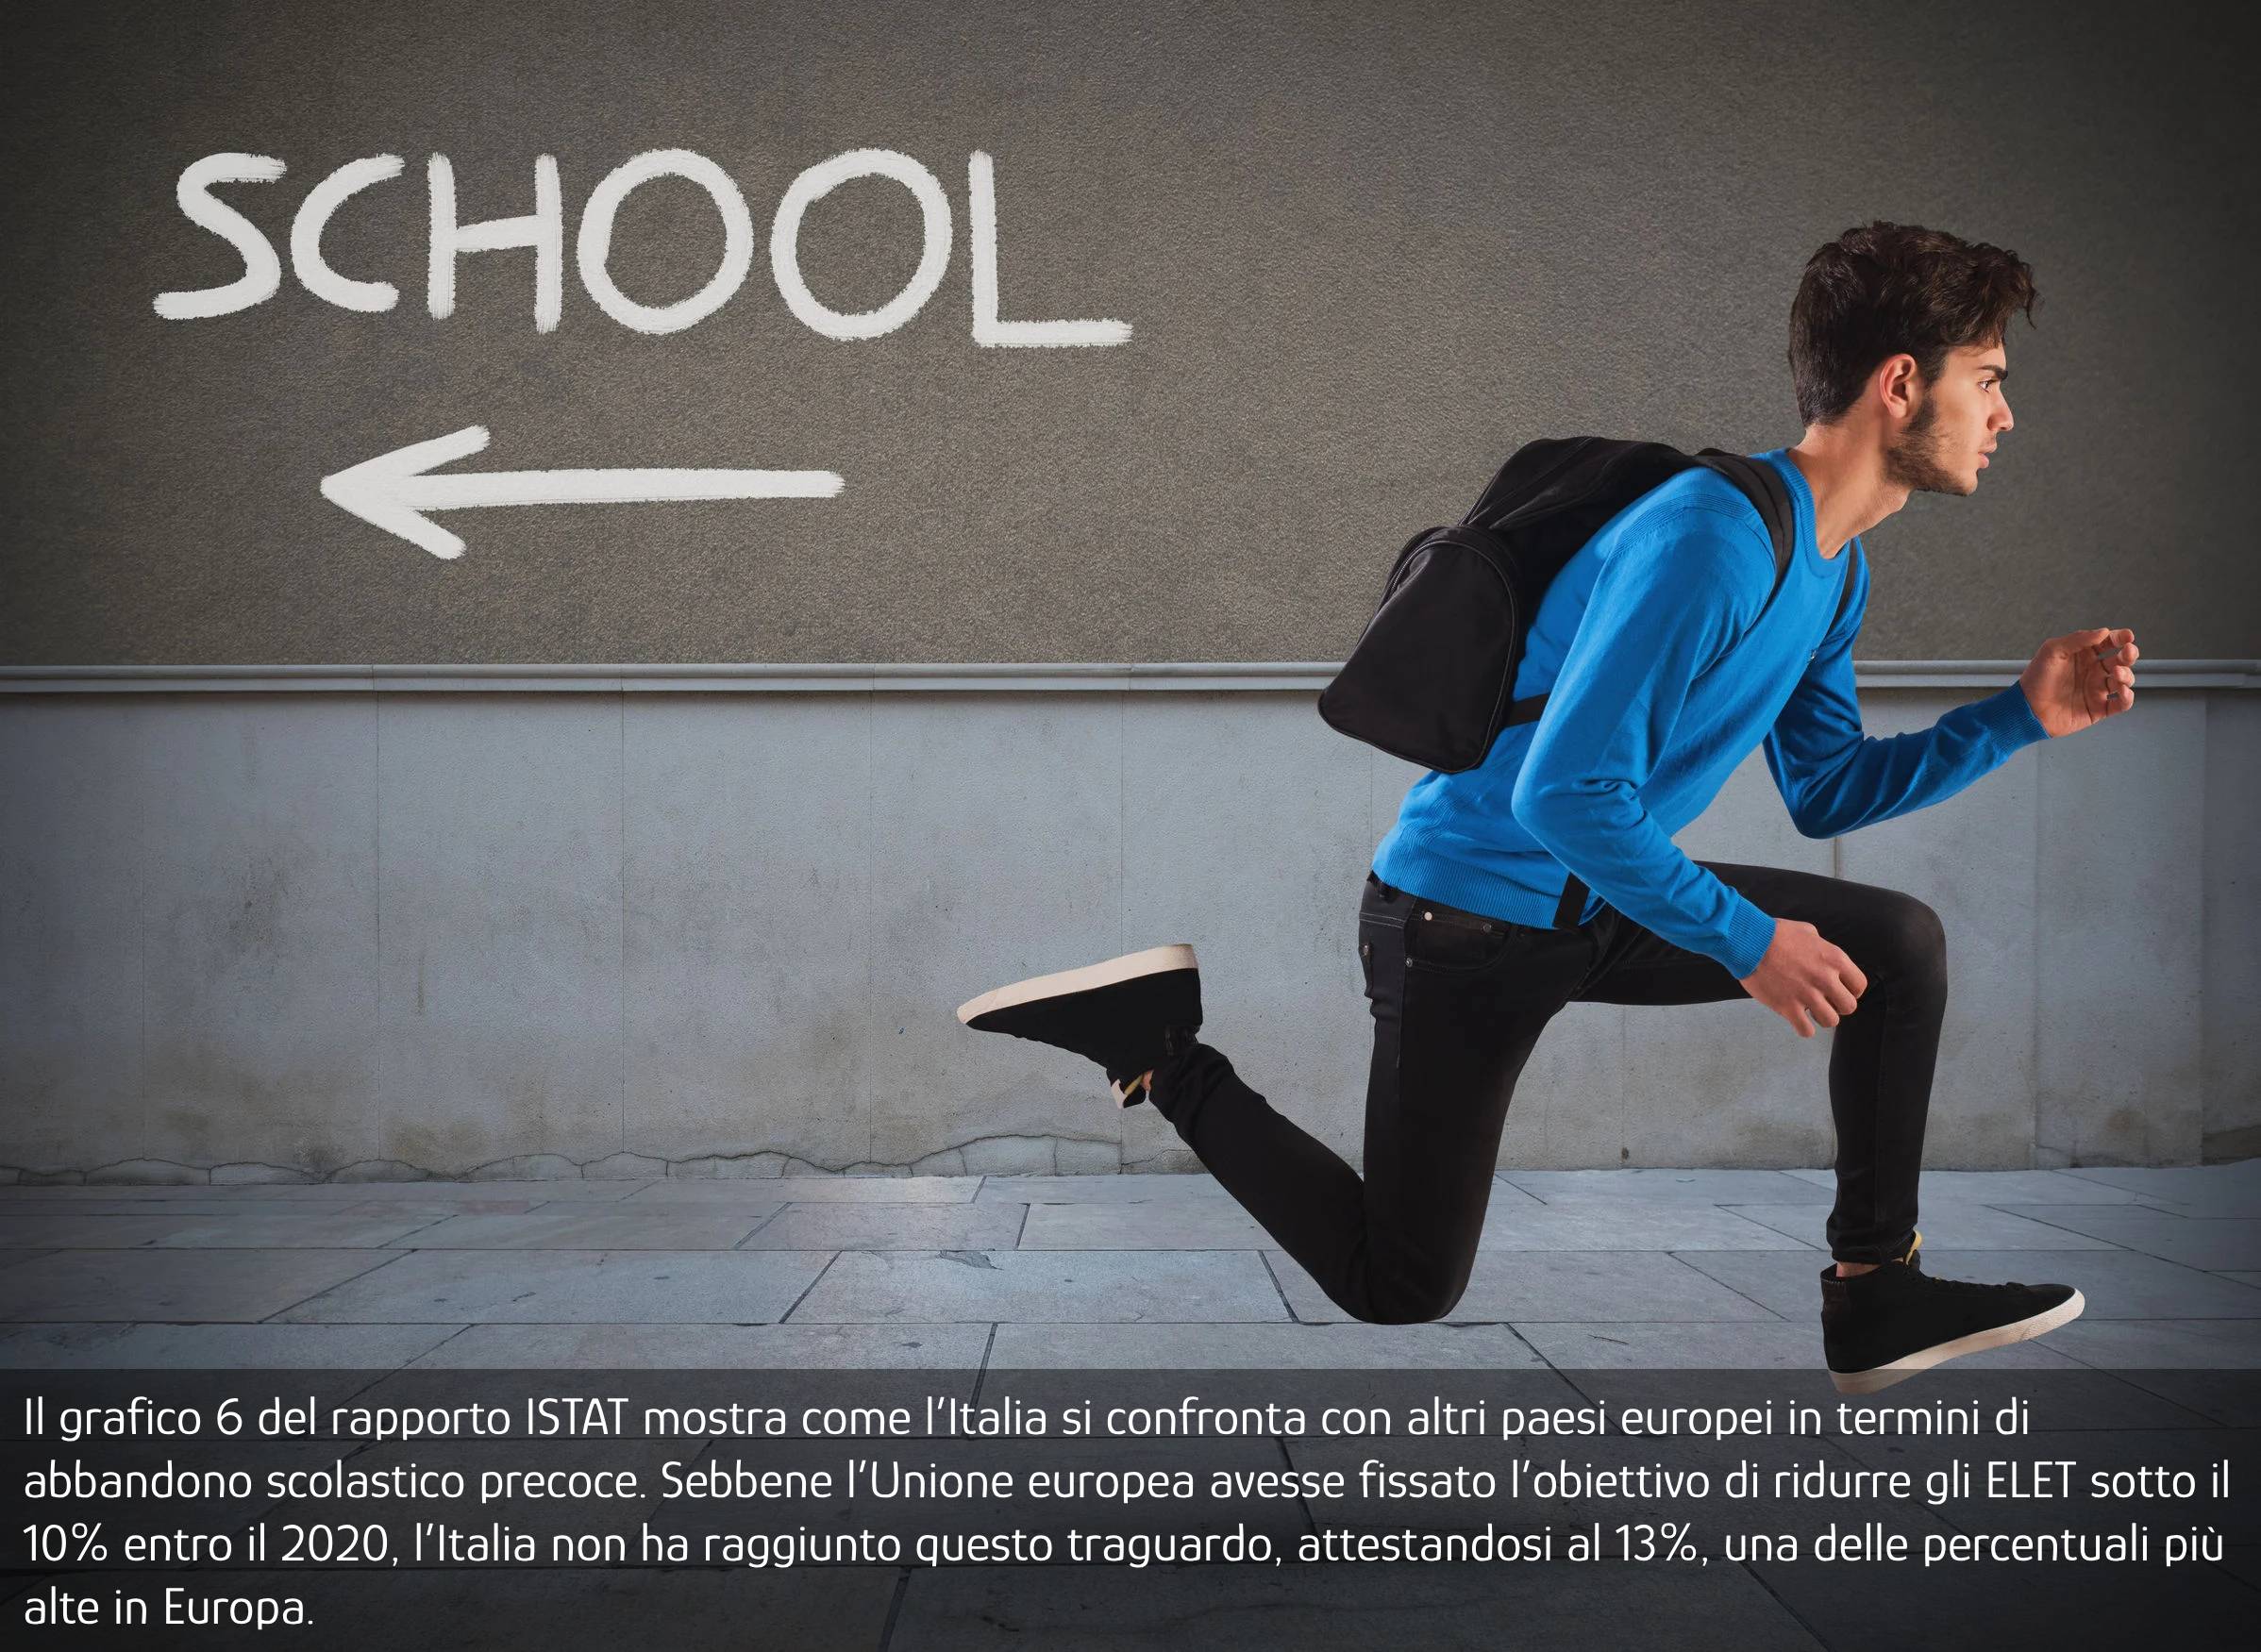 SCHOOL
Il grafico 6 del rapporto ISTAT mostra come l'Italia si confronta con altri paesi europei in termini di
abbandono scolastico precoce. Sebbene l'Unione europea avesse fissato l'obiettivo di ridurre gli ELET sotto il
10% entro il 2020, l'Italia non ha raggiunto questo traguardo, attestandosi al 13%, una delle percentuali più
alte in Europa.